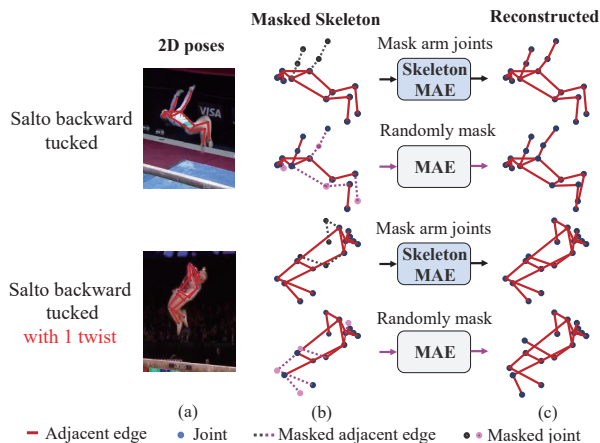 2D poses
Masked Skeleton
Reconstructed
Salto backward
tucked
VISA
Mask arm joints
Skeleton
MAE
Randomly mask
MAE
Salto backward
tucked
with 1 twist
Mask arm joints
Skeleton
MAE
Randomly mask
MAE
(a)
(b)
(c)
Adjacent edge
Joint
Masked adjacent edge
Masked joint